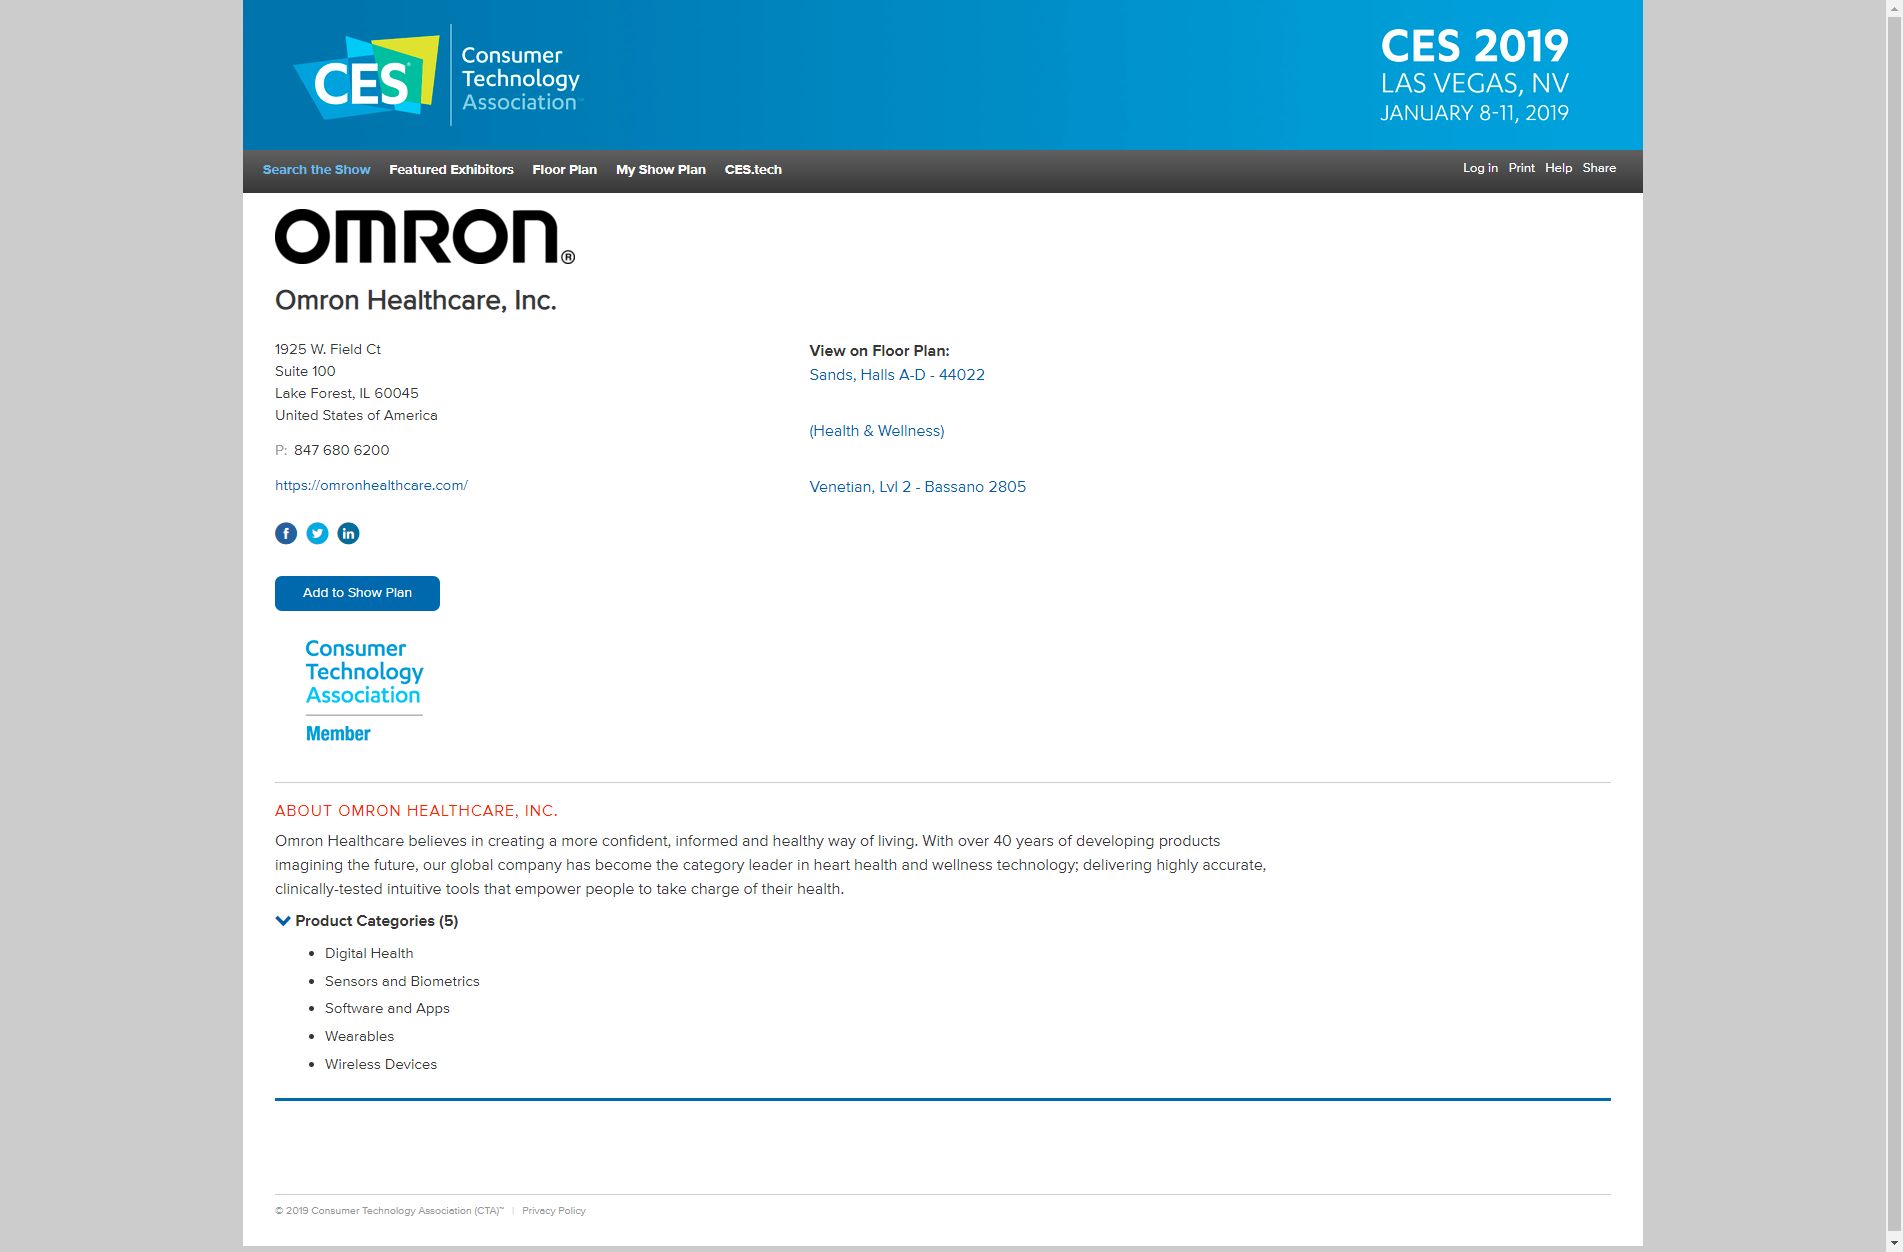 CES® Consumer
Technology
Association™
CES 2019
LAS VEGAS, NV
JANUARY 8-11, 2019
Search the Show Featured Exhibitors Floor Plan My Show Plan CES.tech
Log in Print Help Share
OMRON®
Omron Healthcare, Inc.
1925 W. Field Ct
Suite 100
Lake Forest, IL 60045
United States of America
P: 847 680 6200
https://omronhealthcare.com/
View on Floor Plan:
Sands, Halls A-D - 44022
(Health & Wellness)
Venetian, Lvl 2 - Bassano 2805
f in
Add to Show Plan
Consumer
Technology
Association
Member
ABOUT OMRON HEALTHCARE, INC.
Omron Healthcare believes in creating a more confident, informed and healthy way of living. With over 40 years of developing products
imagining the future, our global company has become the category leader in heart health and wellness technology; delivering highly accurate,
clinically-tested intuitive tools that empower people to take charge of their health.
Product Categories (5)
• Digital Health
• Sensors and Biometrics
• Software and Apps
• Wearables
• Wireless Devices
© 2019 Consumer Technology Association (CTA)™ | Privacy Policy